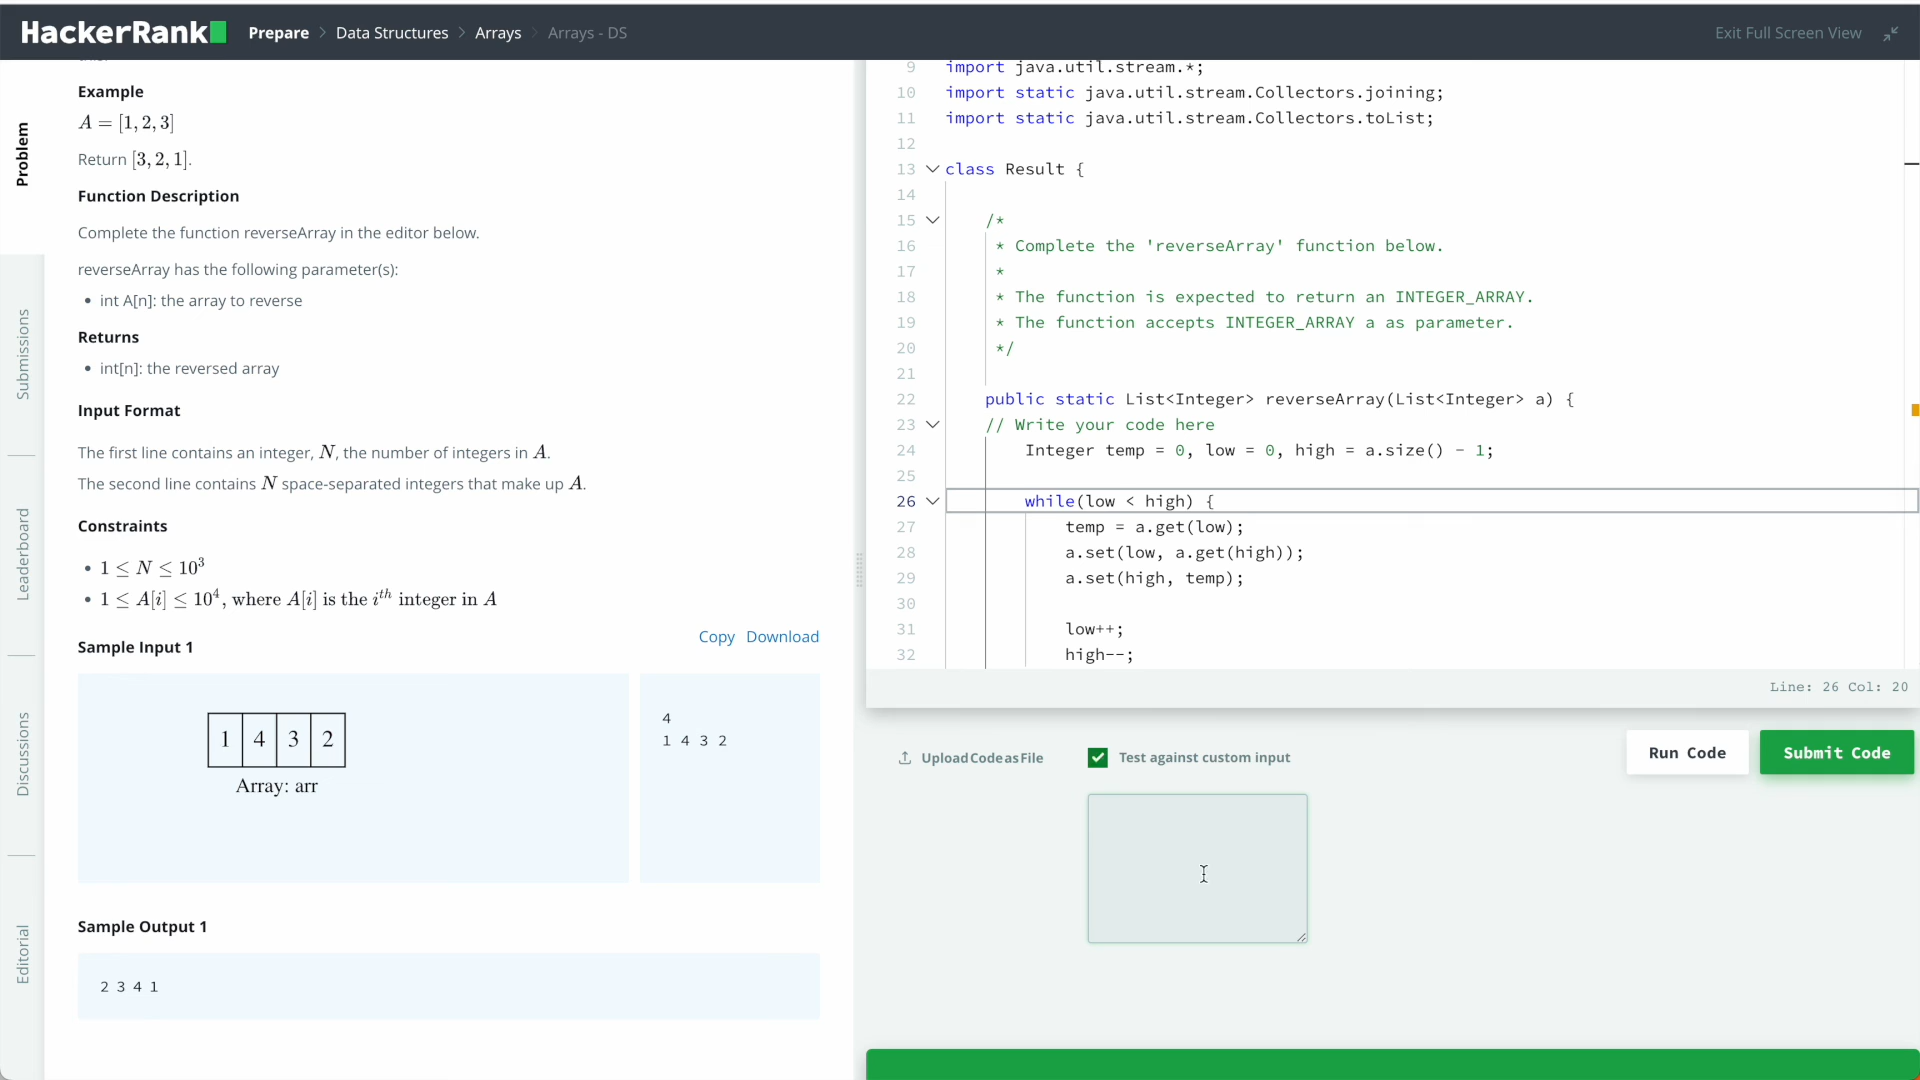 HackerRank Prepare > Data Structures > Arrays > Arrays - DS
Exit Full Screen View
Problem
Submissions
Leaderboard
Discussions
Editorial
Example
A = [1, 2, 3]
Return [3, 2, 1].
Function Description
Complete the function reverseArray in the editor below.
reverseArray has the following parameter(s):
• int A[n]: the array to reverse
Returns
• int[n]: the reversed array
Input Format
The first line contains an integer, N, the number of integers in A.
The second line contains N space-separated integers that make up A.
Constraints
• 1 ≤ N ≤ 10³
• 1 ≤ A[i] ≤ 10⁴, where A[i] is the iᵗʰ integer in A
Sample Input 1
Copy Download
1 4 3 2
Array: arr
4
1 4 3 2
Sample Output 1
2 3 4 1
9 import java.util.stream.*;
10 import static java.util.stream.Collectors.joining;
11 import static java.util.stream.Collectors.toList;
12
13 class Result {
14
15 /*
16 * Complete the 'reverseArray' function below.
17 *
18 * The function is expected to return an INTEGER_ARRAY.
19 * The function accepts INTEGER_ARRAY a as parameter.
20 */
21
22 public static List<Integer> reverseArray(List<Integer> a) {
23 // Write your code here
24 Integer temp = 0, low = 0, high = a.size() - 1;
25
26 while(low < high) {
27 temp = a.get(low);
28 a.set(low, a.get(high));
29 a.set(high, temp);
30
31 low++;
32 high--;
Line: 26 Col: 20
Upload Code as File
Test against custom input
Run Code
Submit Code